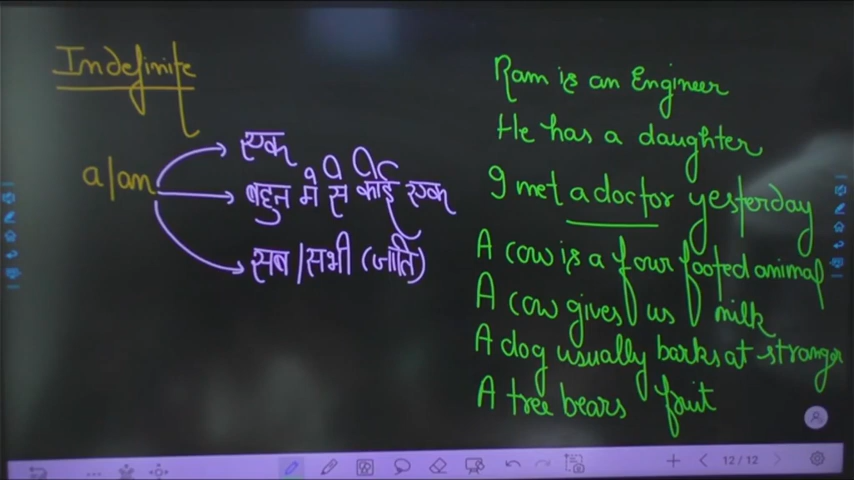 Indefinite
a/an
एक
बहुत में से कोई एक
सब/सभी (जाति)
Ram is an Engineer
He has a daughter
I met a doctor yesterday
A cow is a four footed animal
A cow gives us milk
A dog usually barks at stranger
A tree bears fruit
12/12